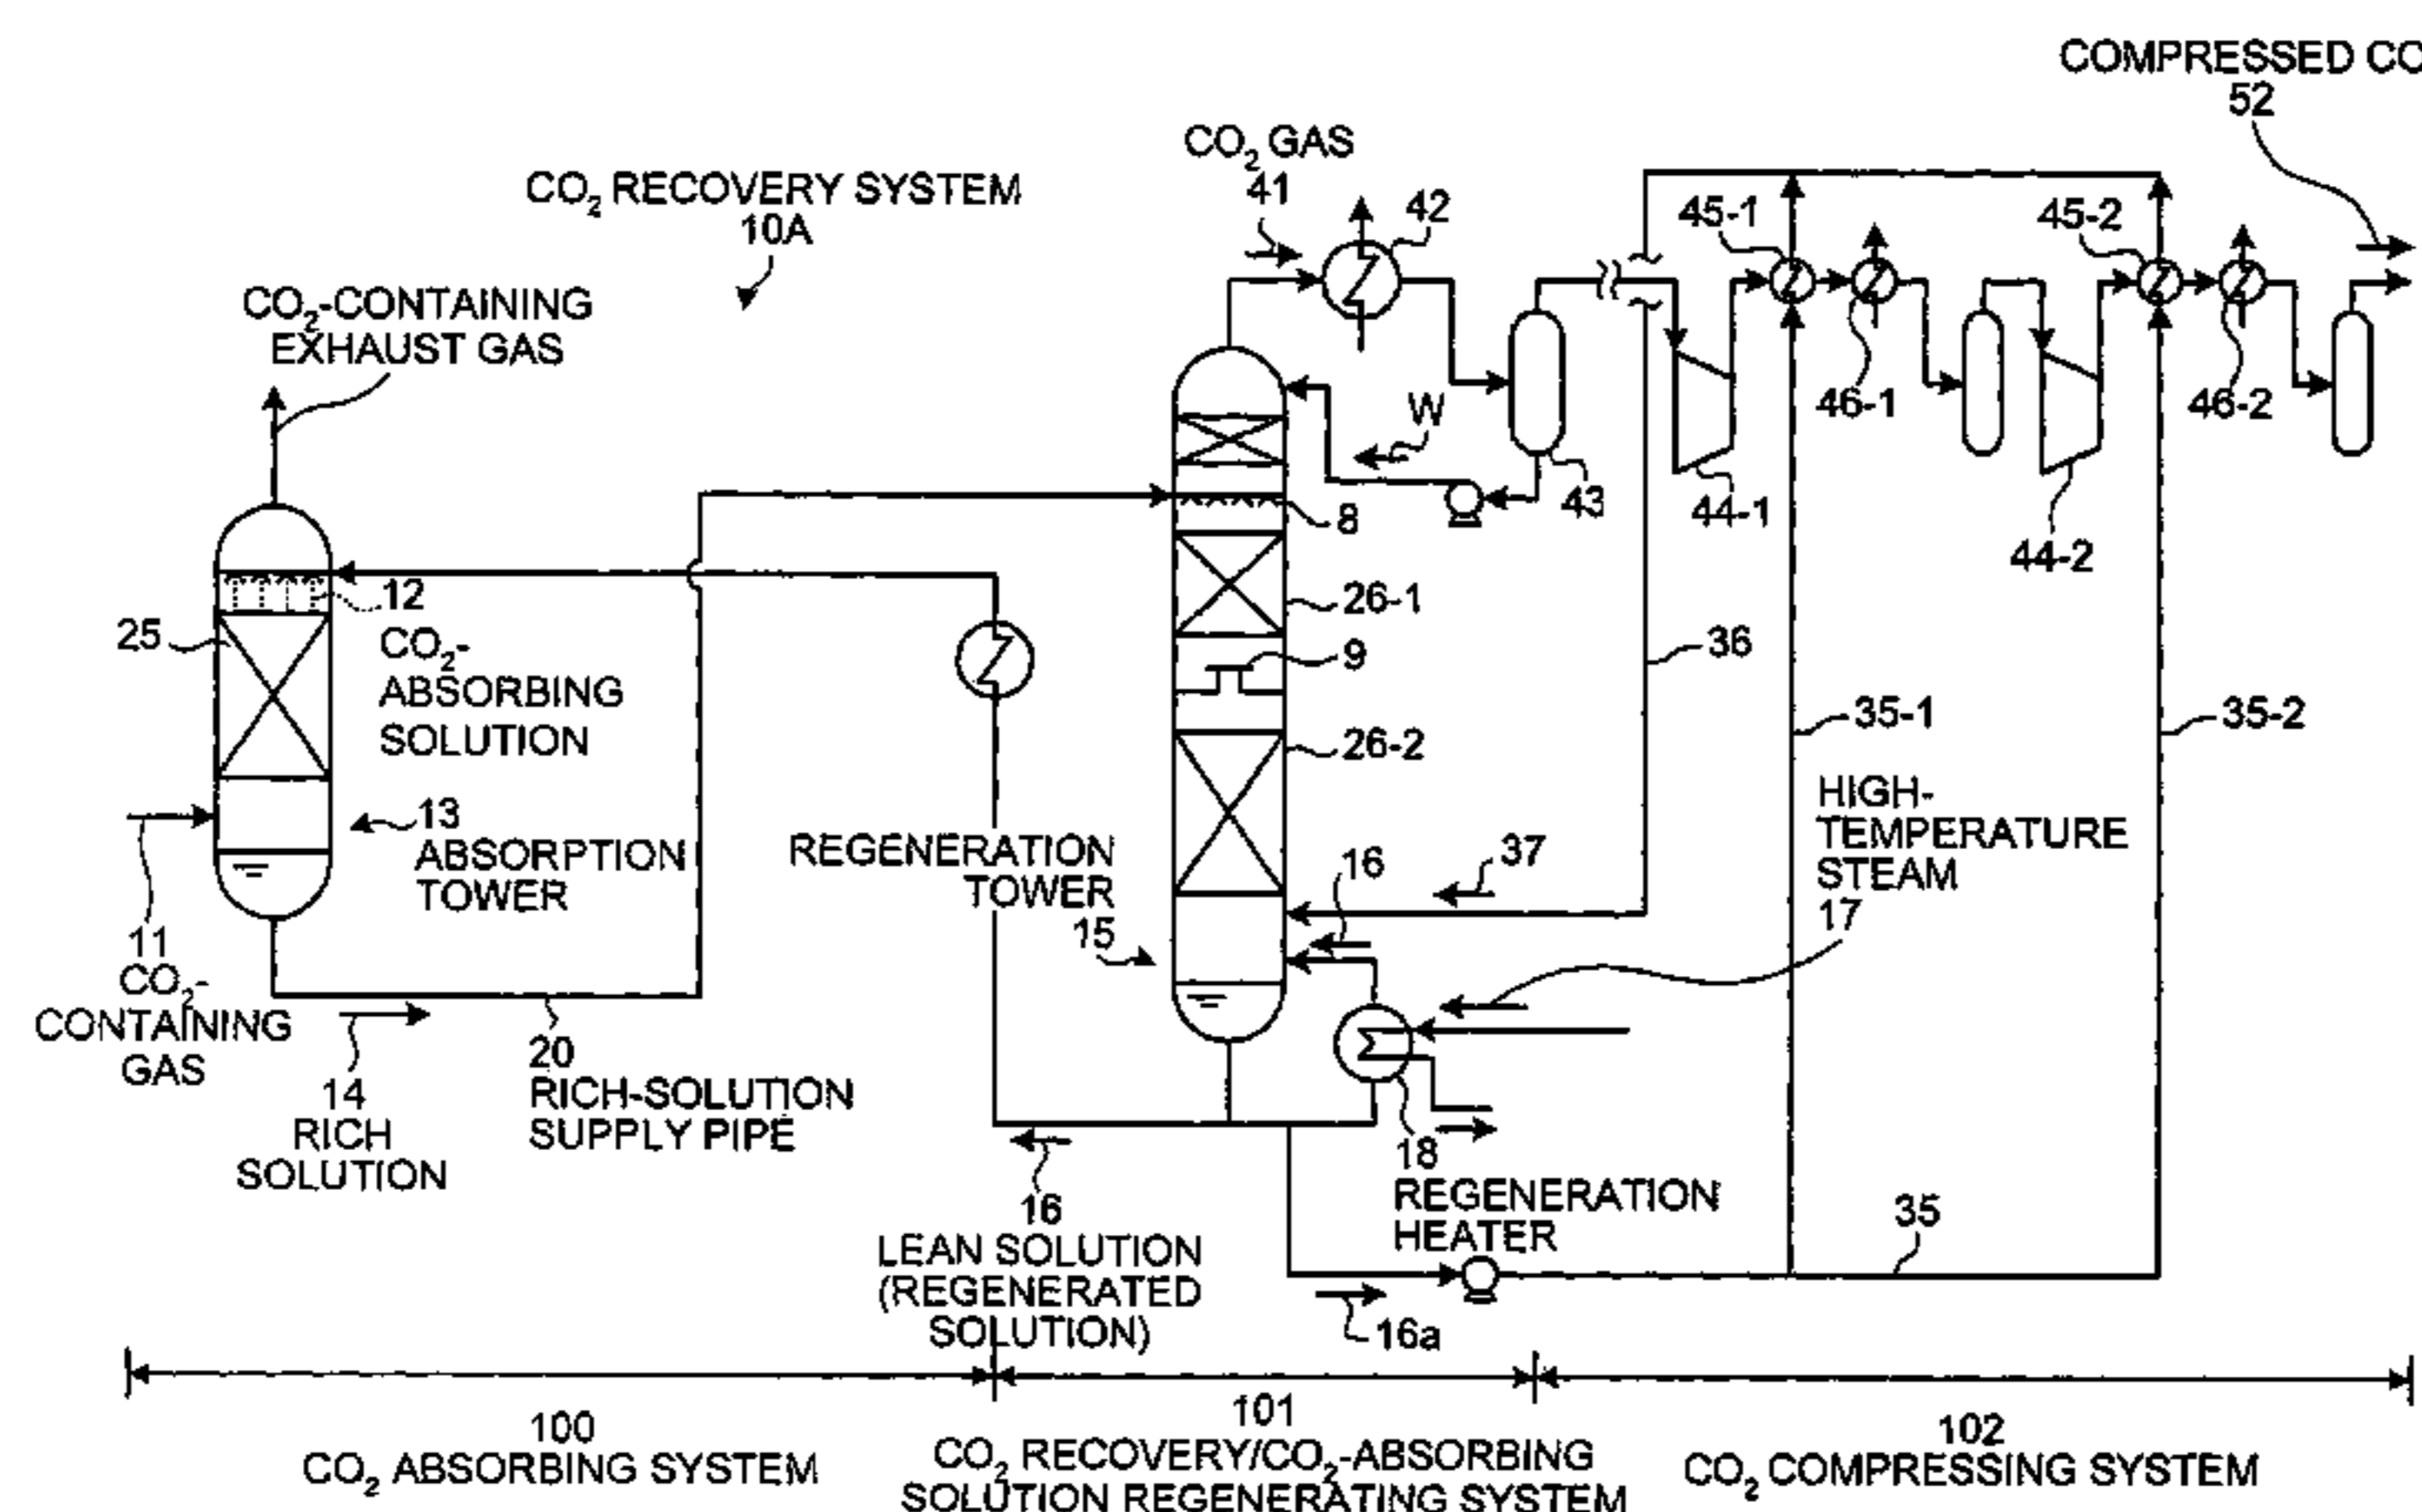 COMPRESSED CO
52
CO₂ GAS
41
42
CO₂ RECOVERY SYSTEM
10A
45-1
45-2
CO₂-CONTAINING
EXHAUST GAS
W
46-1
46-2
43
44-1
44-2
8
12
25
CO₂-
ABSORBING
SOLUTION
26-1
9
36
35-1
35-2
26-2
13
ABSORPTION
TOWER
REGENERATION
TOWER
15
37
16
HIGH-
TEMPERATURE
STEAM
17
11
CO₂-
CONTAINING
GAS
14
RICH
SOLUTION
20
RICH-SOLUTION
SUPPLY PIPE
18
REGENERATION
HEATER
16
LEAN SOLUTION
(REGENERATED
SOLUTION)
35
16a
100
CO₂ ABSORBING SYSTEM
101
CO₂ RECOVERY/CO₂-ABSORBING
SOLUTION REGENERATING SYSTEM
102
CO₂ COMPRESSING SYSTEM